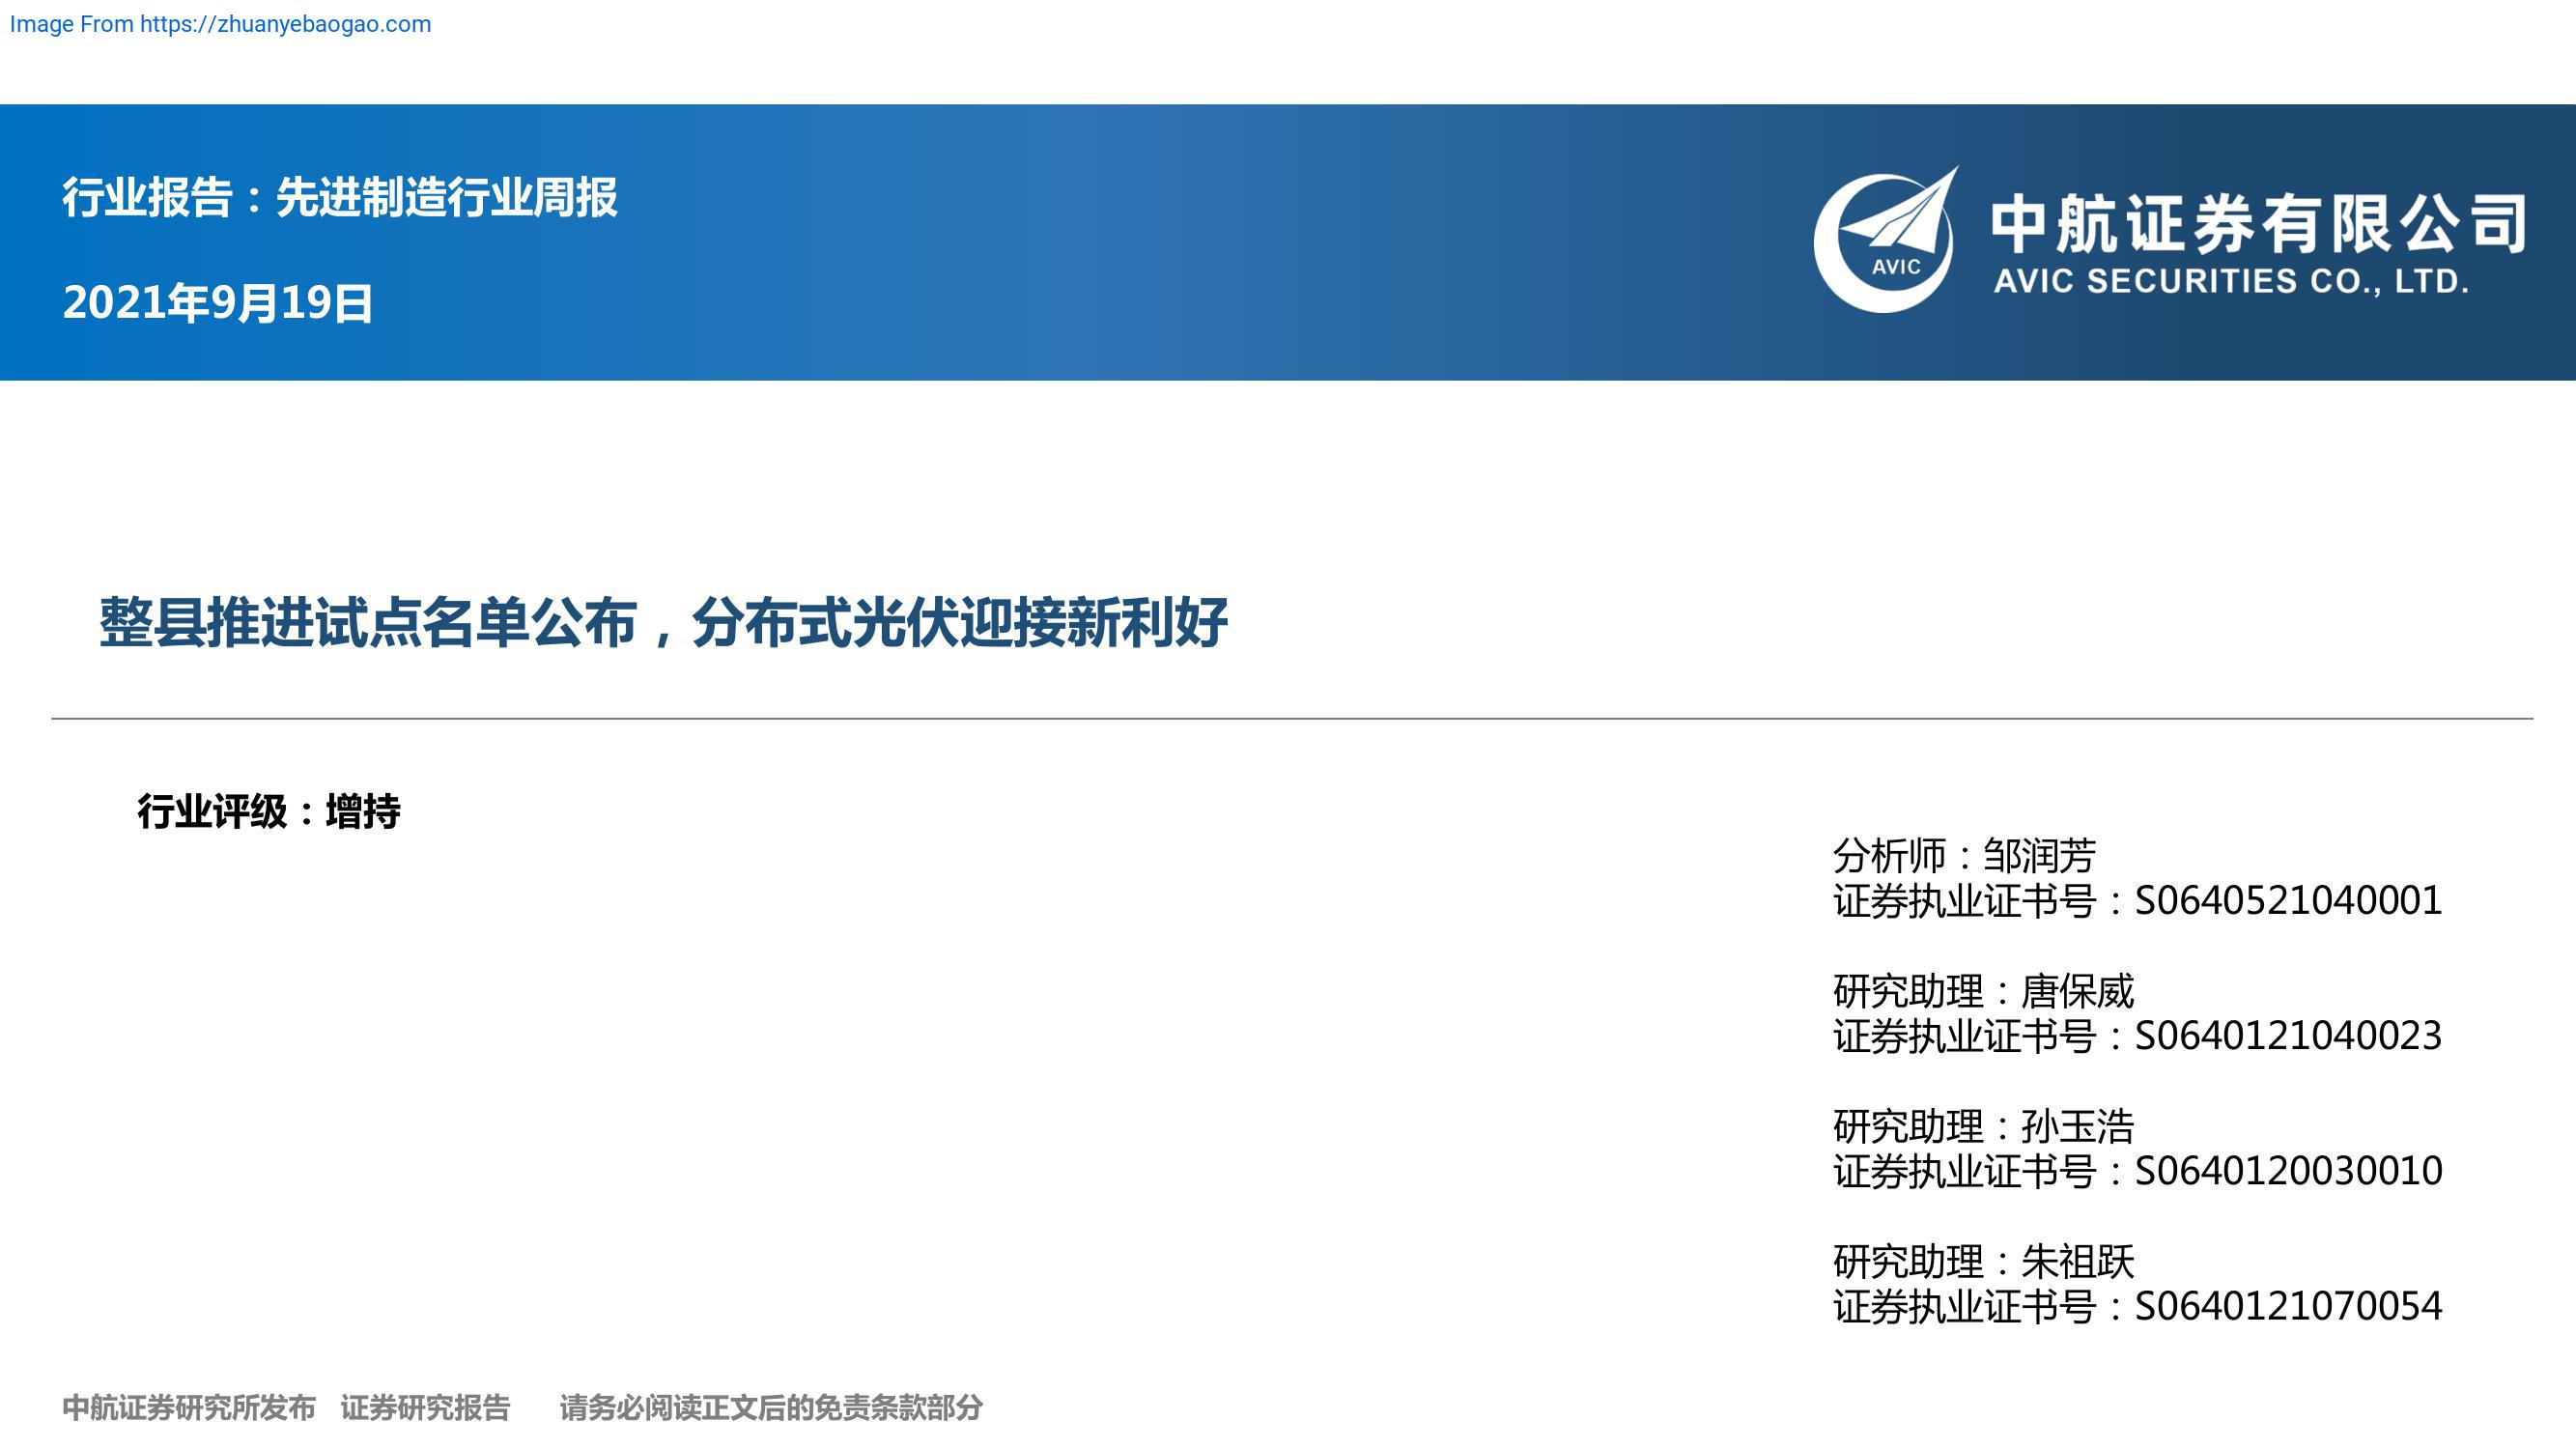 Image From https://zhuanyebaogao.com
行业报告：先进制造行业周报
2021年9月19日
AVIC
中航证券有限公司
AVIC SECURITIES CO., LTD.
整县推进试点名单公布，分布式光伏迎接新利好
行业评级：增持
分析师：邹润芳
证券执业证书号：S0640521040001
研究助理：唐保威
证券执业证书号：S0640121040023
研究助理：孙玉浩
证券执业证书号：S0640120030010
研究助理：朱祖跃
证券执业证书号：S0640121070054
中航证券研究所发布 证券研究报告 请务必阅读正文后的免责条款部分